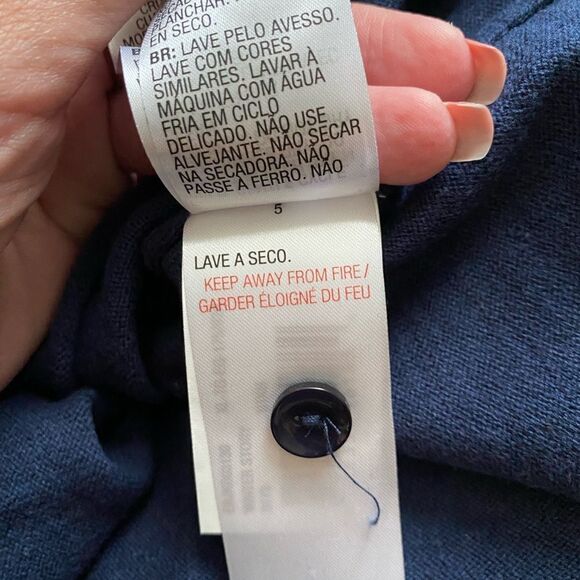 EN SECO.
BR: LAVE PELO AVESSO.
LAVE COM CORES
SIMILARES. LAVAR À
MÁQUINA COM ÁGUA
FRIA EM CICLO
DELICADO. NÃO USE
ALVEJANTE. NÃO SECAR
NA SECADORA. NÃO
PASSE À FERRO. NÃO
5
LAVE A SECO.
KEEP AWAY FROM FIRE /
GARDER ÉLOIGNÉ DU FEU